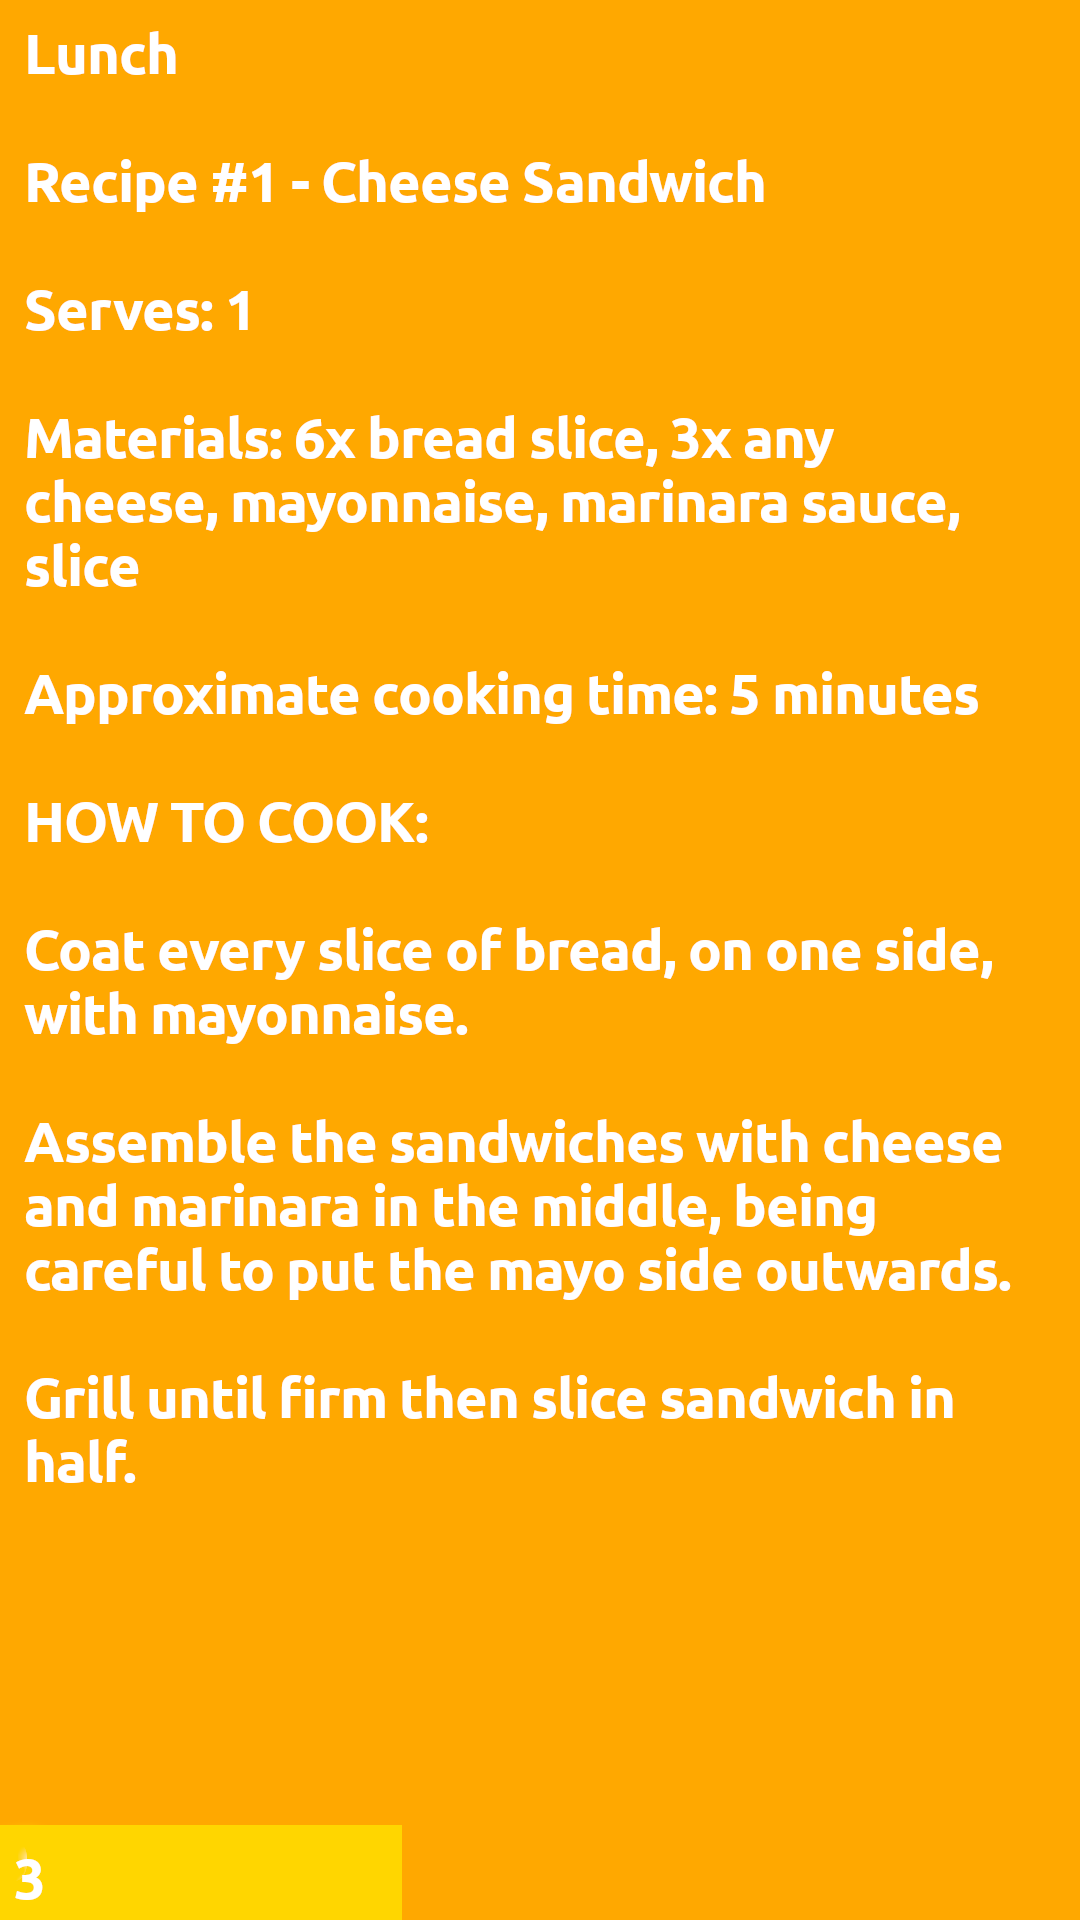 Lunch
Recipe #1 - Cheese Sandwich
Serves: 1
Materials: 6x bread slice, 3x any
cheese, mayonnaise, marinara sauce,
slice
Approximate cooking time: 5 minutes
HOW TO COOK:
Coat every slice of bread, on one side,
with mayonnaise.
Assemble the sandwiches with cheese
and marinara in the middle, being
careful to put the mayo side outwards.
Grill until firm then slice sandwich in
half.
3